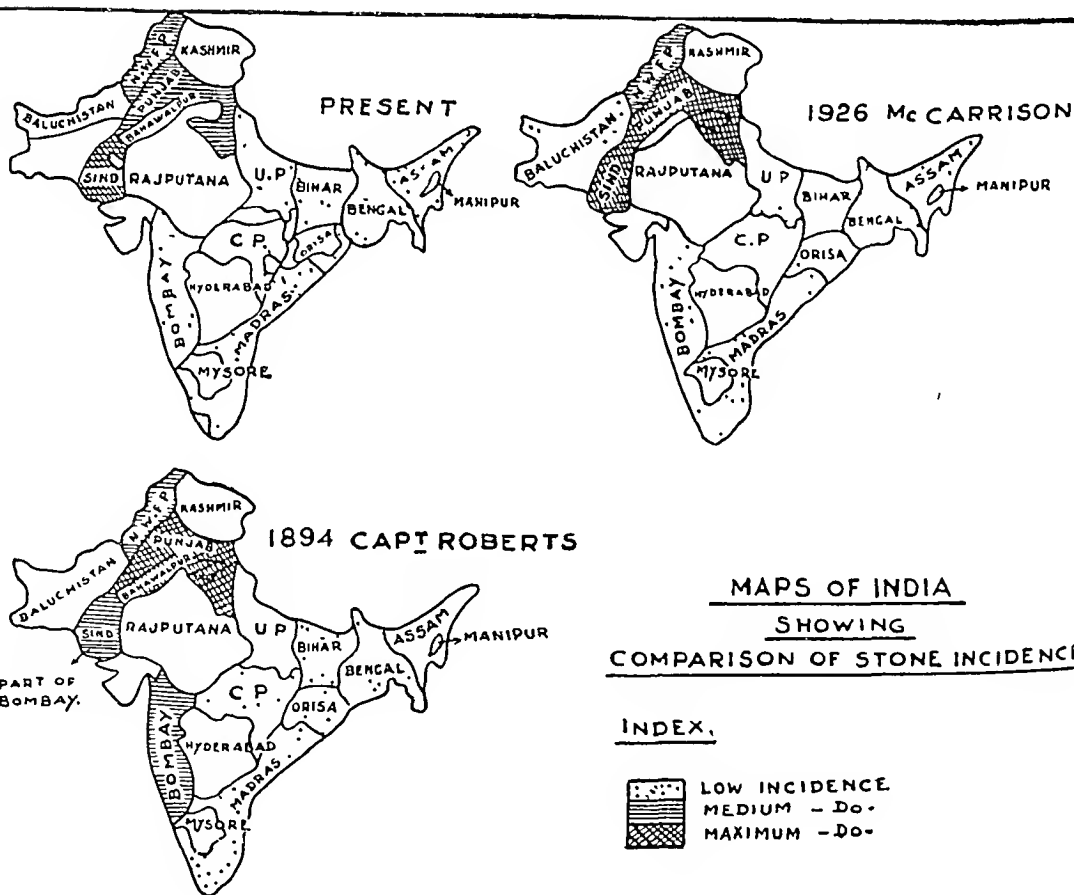 PRESENT
KASHMIR
N.W.F.P
PUNJAB
BAHAWALPUR
BALUCHISTAN
SIND
RAJPUTANA
U.P
BIHAR
ASSAM
MANIPUR
BENGAL
C.P
ORISA
BOMBAY
HYDERABAD
MADRAS
MYSORE
1926 Mc CARRISON
KASHMIR
N.W.F.P
PUNJAB
BALUCHISTAN
SIND
RAJPUTANA
U P
BIHAR
ASSAM
MANIPUR
BENGAL
C.P
ORISA
BOMBAY
HYDERABAD
MADRAS
MYSORE
1894 CAPT ROBERTS
KASHMIR
N.W.F.P
PUNJAB
BAHAWALPUR
BALUCHISTAN
SIND
RAJPUTANA
U P
BIHAR
ASSAM
MANIPUR
BENGAL
PART OF
BOMBAY.
C P
ORISA
BOMBAY
HYDERABAD
MADRAS
MYSORE
MAPS OF INDIA
SHOWING
COMPARISON OF STONE INCIDENCE
INDEX.
LOW INCIDENCE
MEDIUM - DO-
MAXIMUM - DO-